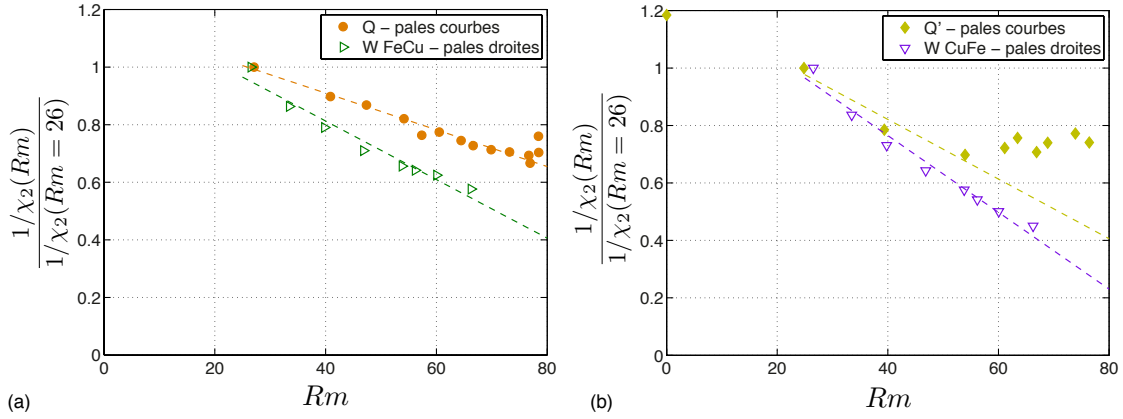 1.2
1
0.8
0.6
0.4
0.2
0
0 20 40 60 80
Q – pales courbes
W FeCu – pales droites
1/χ₂(Rm)
1/χ₂(Rm = 26)
Rm
(a)
1.2
1
0.8
0.6
0.4
0.2
0
0 20 40 60 80
Q' – pales courbes
W CuFe – pales droites
1/χ₂(Rm)
1/χ₂(Rm = 26)
Rm
(b)